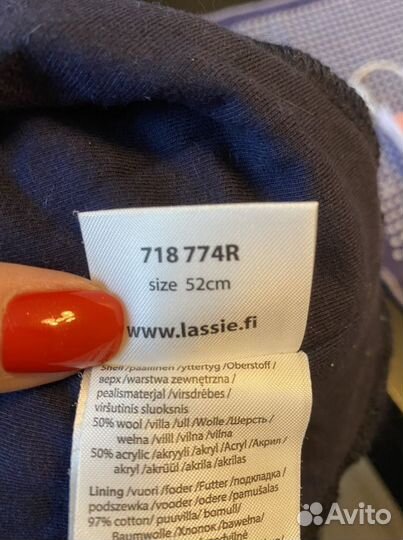 718 774R
size 52cm
www.lassie.fi
Shell /päällinen /yttertyg /Oberstoff /
верх /warstwa zewnętrzna /
pealismaterjal /virsdrēbes /
viršutinis sluoksnis
50% wool /villa /ull /Wolle /Шерсть /
wełna /villt /vilna /vilna
50% acrylic /akryyli /akryl /Acryl /Акрил /
akryl /akrüül /akrila /akrilas
Lining /vuori /foder /Futter /подкладка /
podszewka /vooder /odere /pamušalas
97% cotton/ puuvilla/ bomull/
Baumwolle /Хлопок /bawełna/
Avito